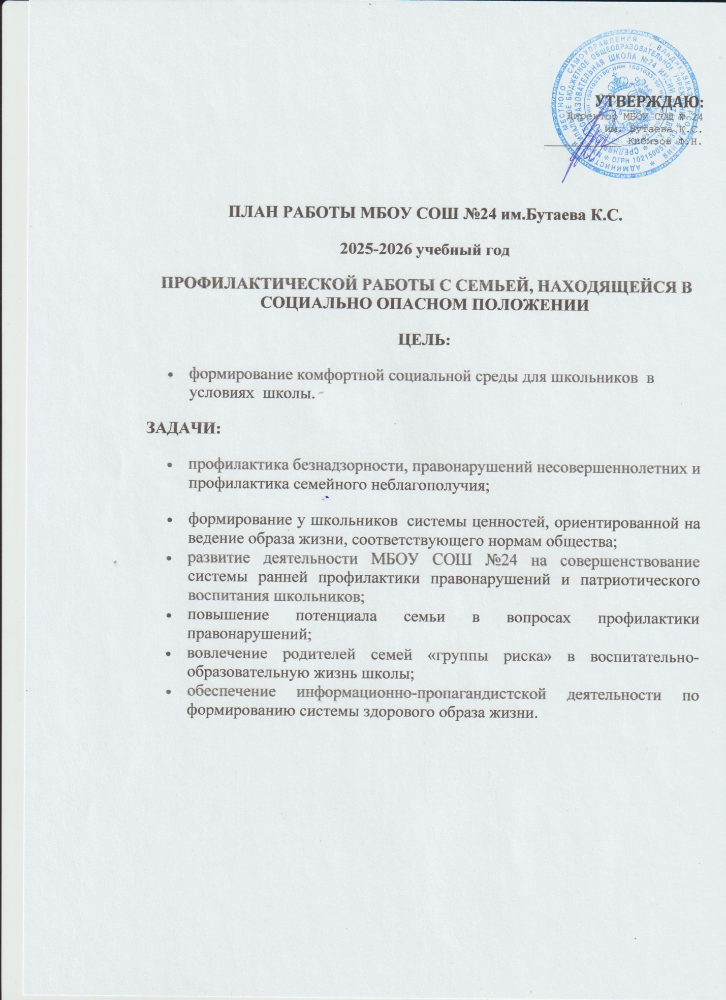 УТВЕРЖДАЮ:
Директор МБОУ СОШ № 24
им. Бутаева К.С.
Кибизов Ф.Н.
ПЛАН РАБОТЫ МБОУ СОШ №24 им.Бутаева К.С.
2025-2026 учебный год
ПРОФИЛАКТИЧЕСКОЙ РАБОТЫ С СЕМЬЕЙ, НАХОДЯЩЕЙСЯ В
СОЦИАЛЬНО ОПАСНОМ ПОЛОЖЕНИИ
ЦЕЛЬ:
• формирование комфортной социальной среды для школьников в
условиях школы.
ЗАДАЧИ:
• профилактика безнадзорности, правонарушений несовершеннолетних и
профилактика семейного неблагополучия;
• формирование у школьников системы ценностей, ориентированной на
ведение образа жизни, соответствующего нормам общества;
• развитие деятельности МБОУ СОШ №24 на совершенствование
системы ранней профилактики правонарушений и патриотического
воспитания школьников;
• повышение потенциала семьи в вопросах профилактики
правонарушений;
• вовлечение родителей семей «группы риска» в воспитательно-
образовательную жизнь школы;
• обеспечение информационно-пропагандистской деятельности по
формированию системы здорового образа жизни.